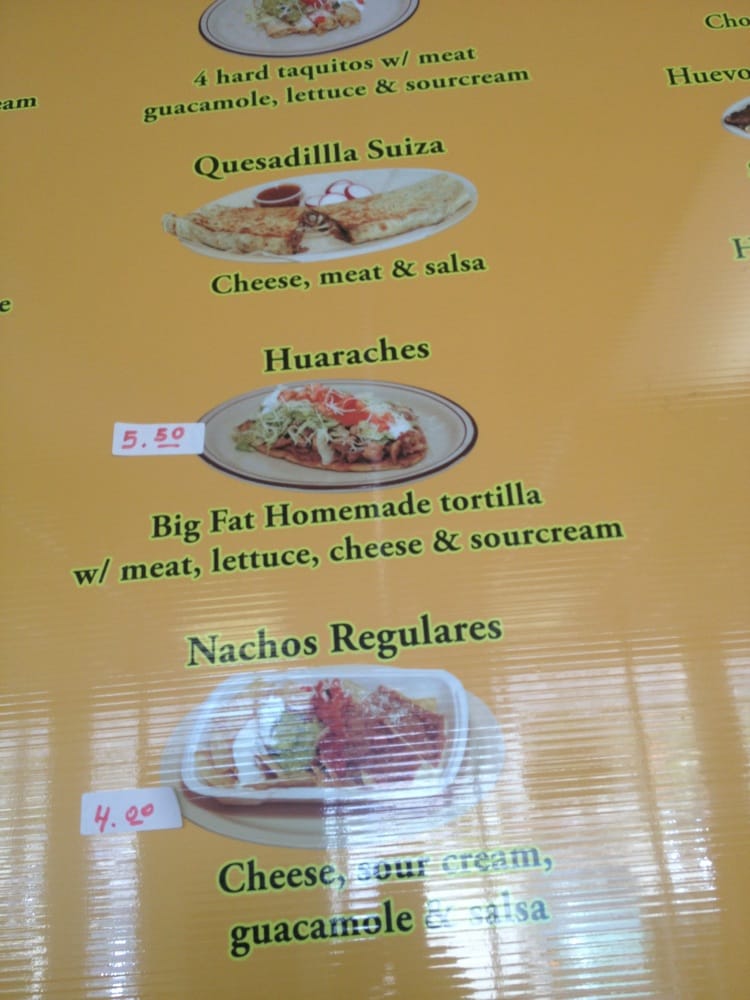 4 hard taquitos w/ meat
guacamole, lettuce & sourcream
Quesadillla Suiza
Cheese, meat & salsa
Huaraches
5.50
Big Fat Homemade tortilla
w/ meat, lettuce, cheese & sourcream
Nachos Regulares
4.00
Cheese, sour cream,
guacamole & salsa